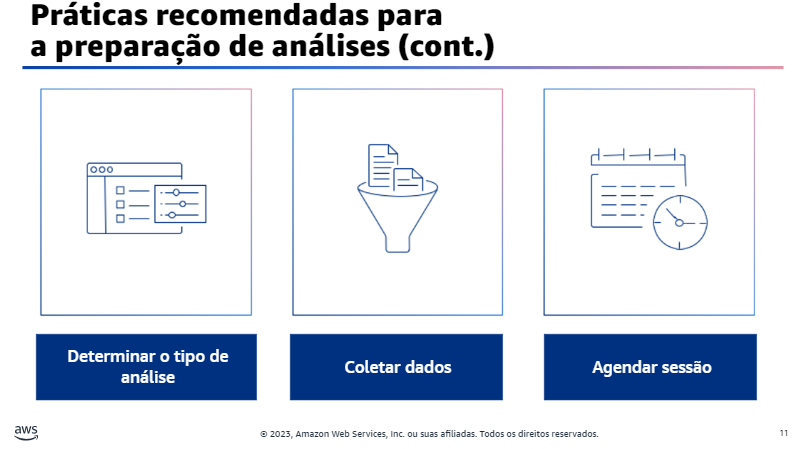 Práticas recomendadas para
a preparação de análises (cont.)
Determinar o tipo de
análise
Coletar dados
Agendar sessão
aws
© 2023, Amazon Web Services, Inc. ou suas afiliadas. Todos os direitos reservados.
11